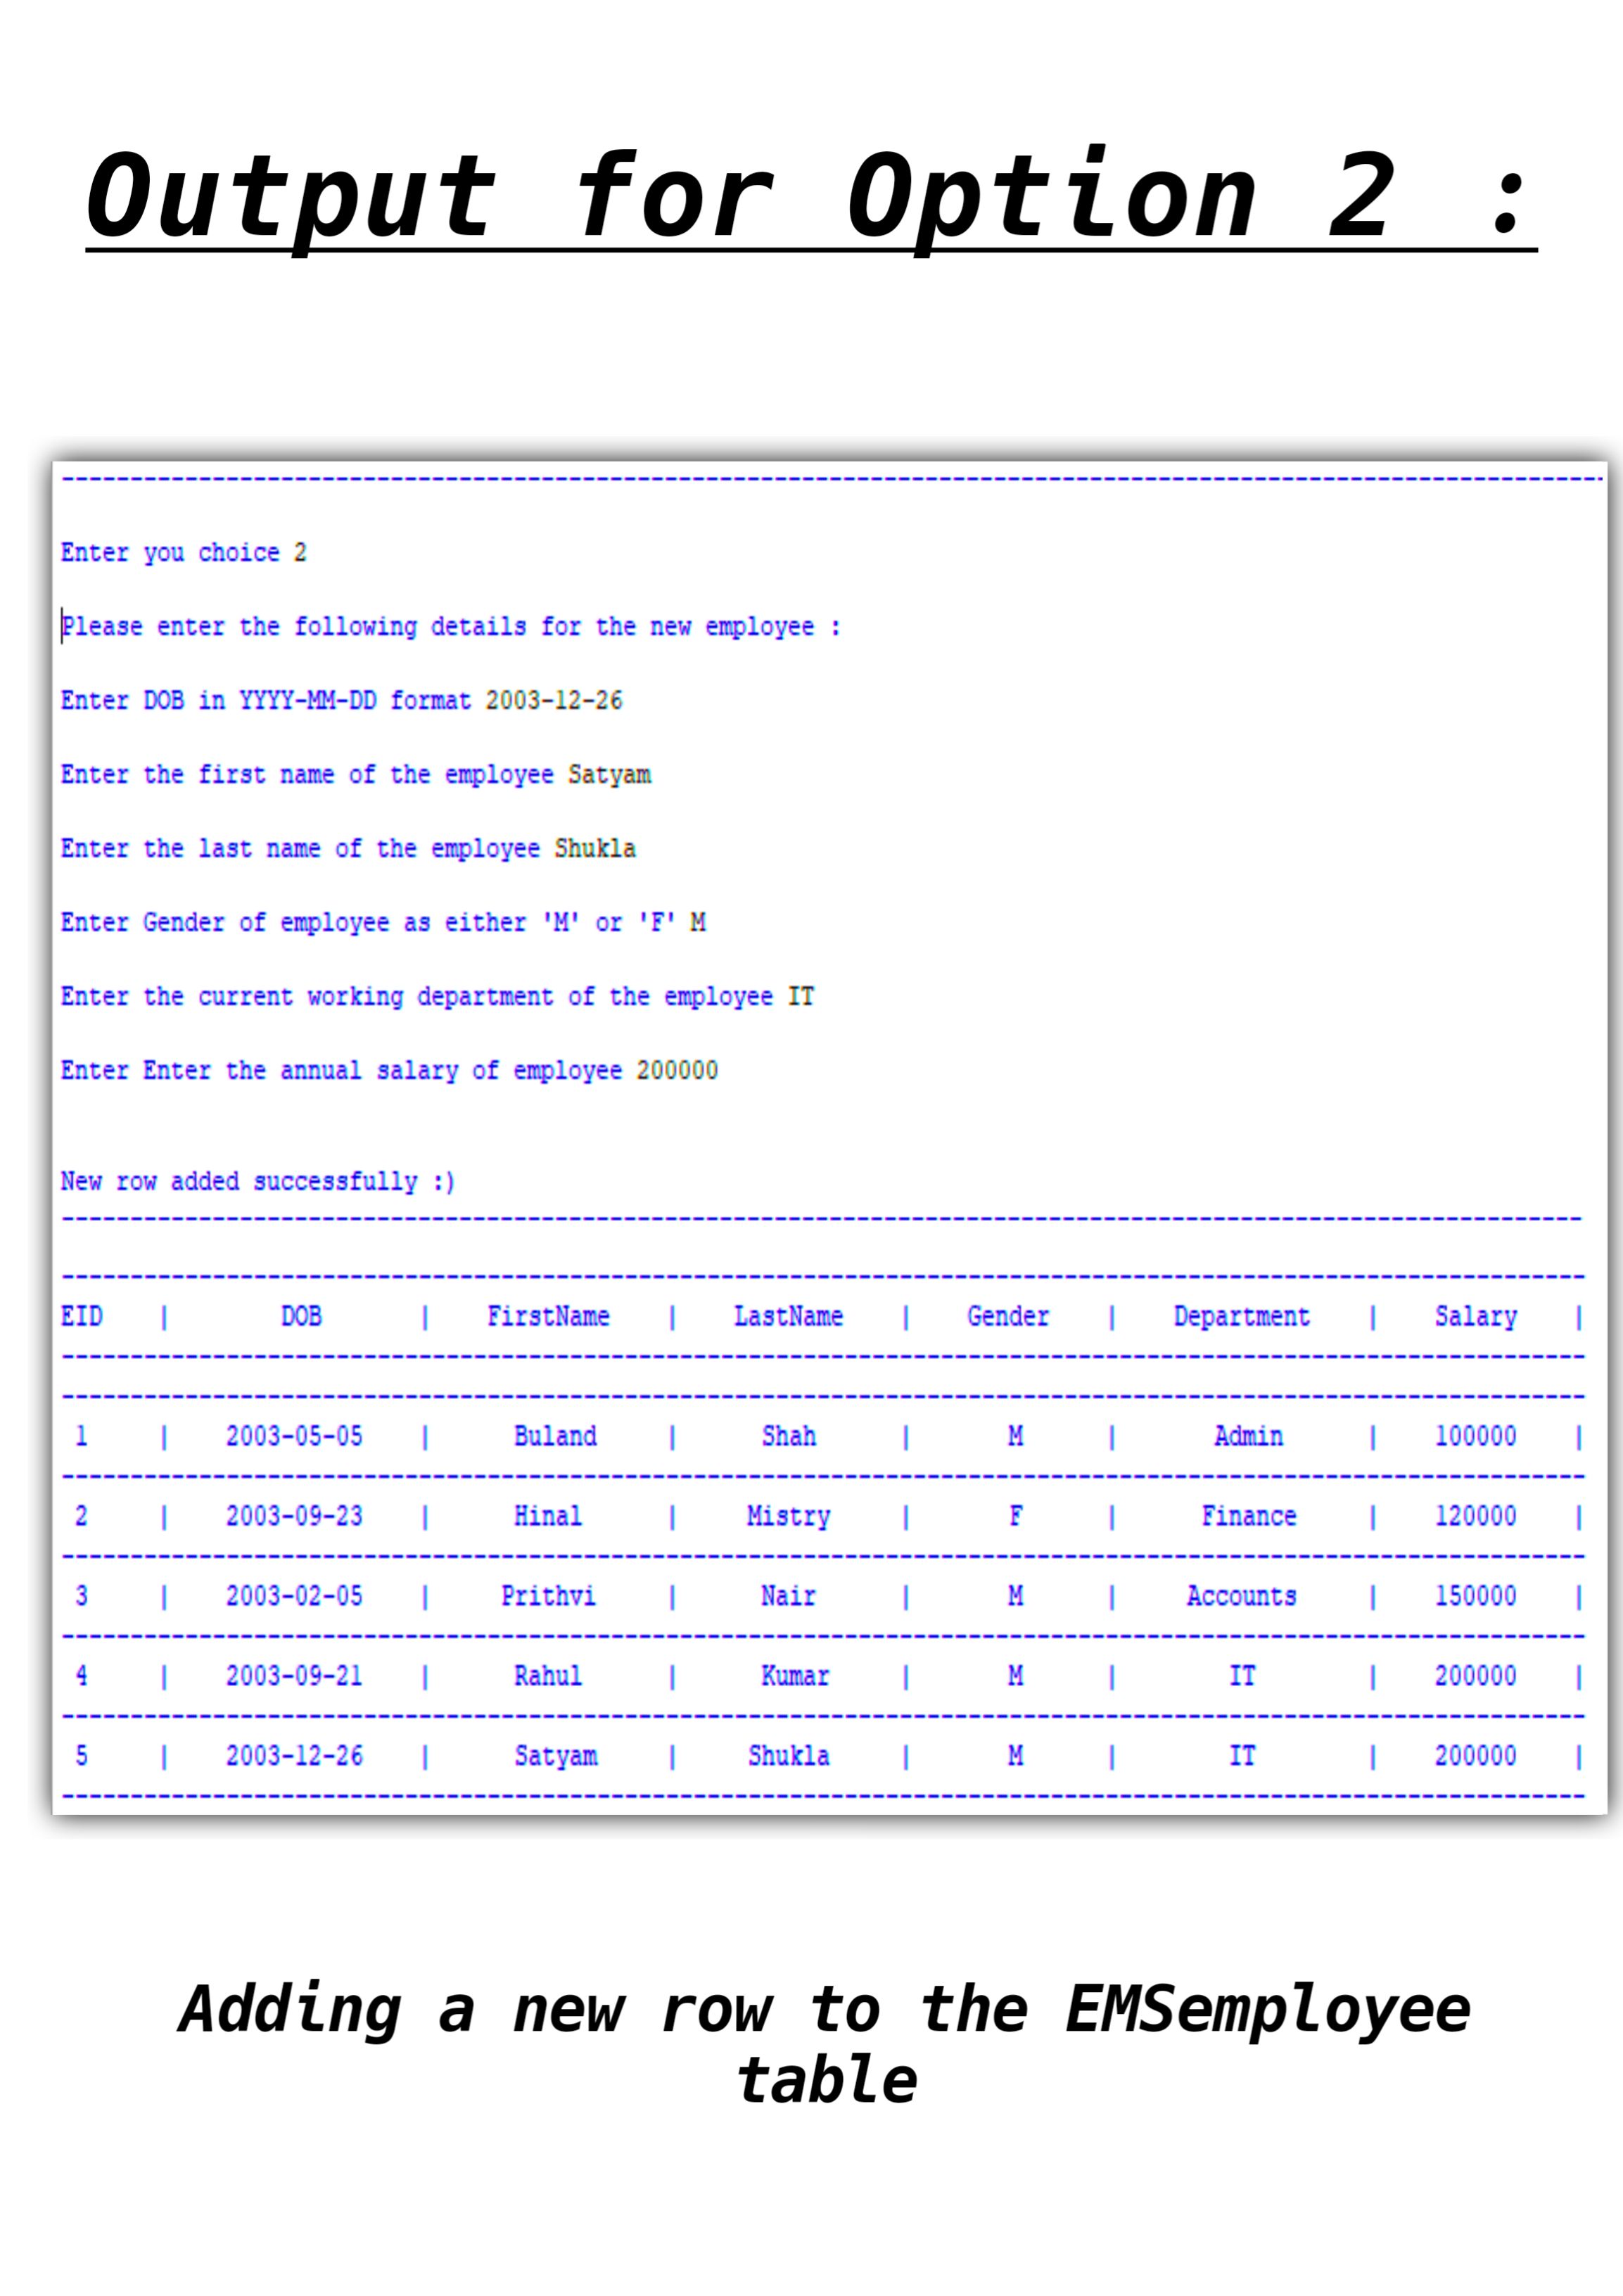 Output for Option 2 :
Enter you choice 2
Please enter the following details for the new employee :
Enter DOB in YYYY-MM-DD format 2003-12-26
Enter the first name of the employee Satyam
Enter the last name of the employee Shukla
Enter Gender of employee as either 'M' or 'F' M
Enter the current working department of the employee IT
Enter Enter the annual salary of employee 200000
New row added successfully :)
EID | DOB | FirstName | LastName | Gender | Department | Salary |
1 | 2003-05-05 | Buland | Shah | M | Admin | 100000 |
2 | 2003-09-23 | Hinal | Mistry | F | Finance | 120000 |
3 | 2003-02-05 | Prithvi | Nair | M | Accounts | 150000 |
4 | 2003-09-21 | Rahul | Kumar | M | IT | 200000 |
5 | 2003-12-26 | Satyam | Shukla | M | IT | 200000 |
Adding a new row to the EMSemployee
table